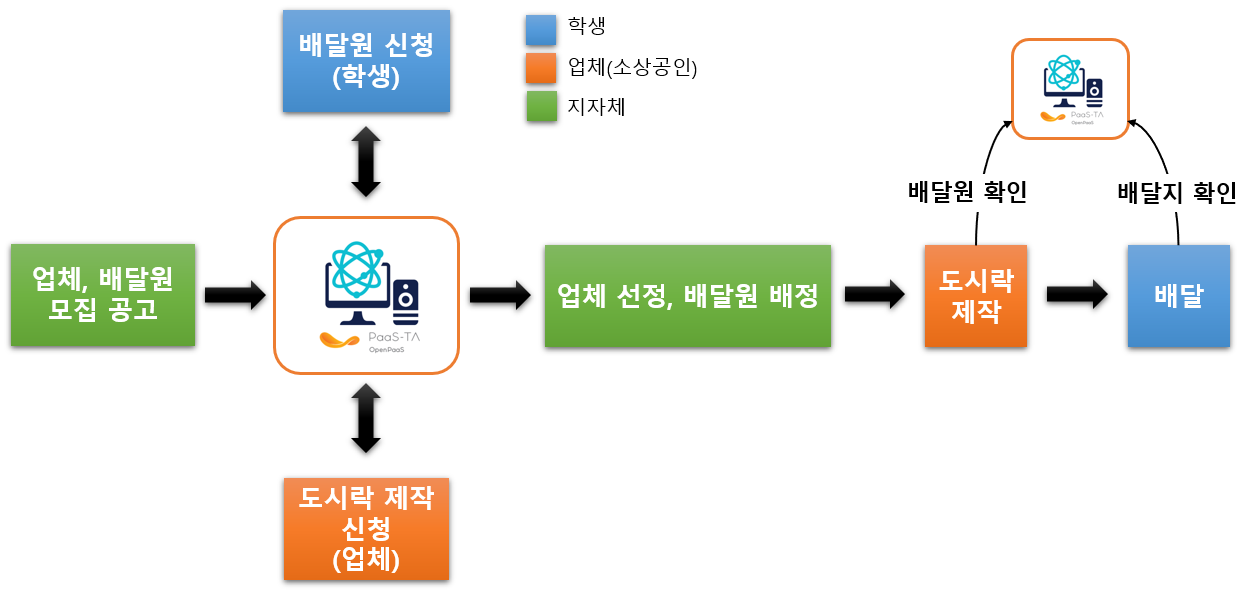 배달원 신청
(학생)
학생
업체(소상공인)
지자체
PaaS-TA
OpenPaaS
배달원 확인
배달지 확인
업체, 배달원
모집 공고
PaaS-TA
OpenPaaS
업체 선정, 배달원 배정
도시락
제작
배달
도시락 제작
신청
(업체)